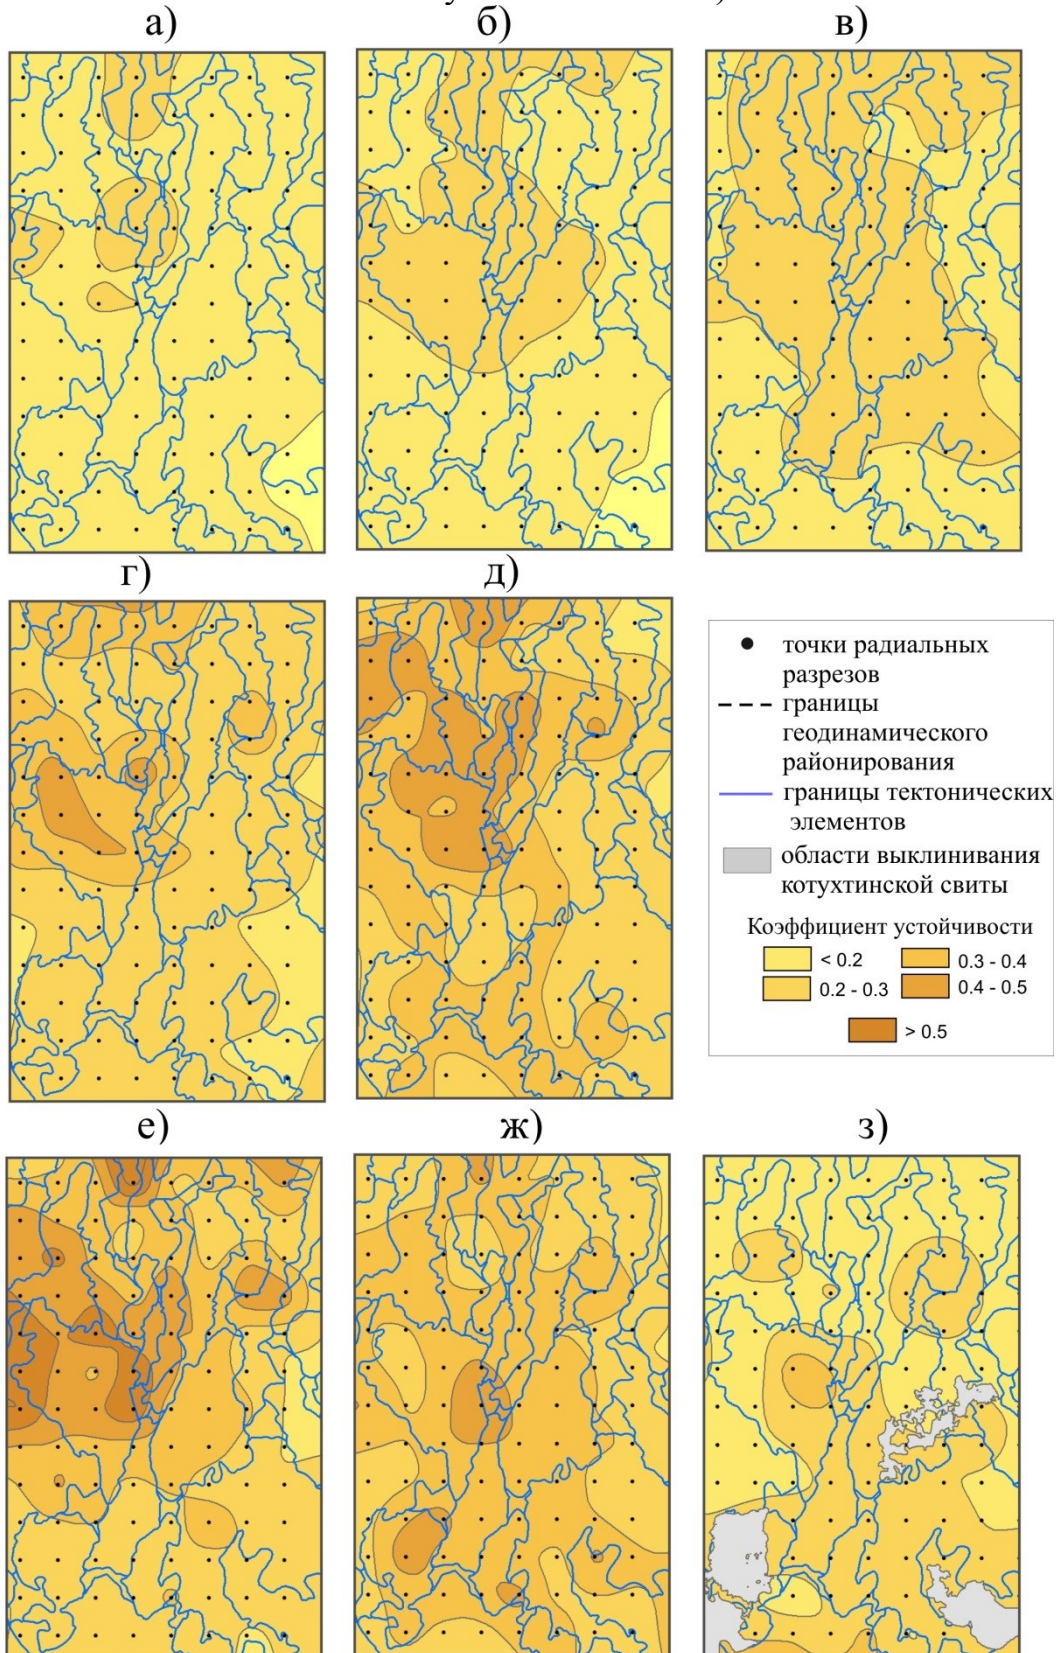 а)
б)
в)
г)
д)
точки радиальных
разрезов
границы
геодинамического
районирования
границы тектонических
элементов
области выклинивания
котухтинской свиты
Коэффициент устойчивости
< 0.2
0.3 - 0.4
0.2 - 0.3
0.4 - 0.5
> 0.5
е)
ж)
з)